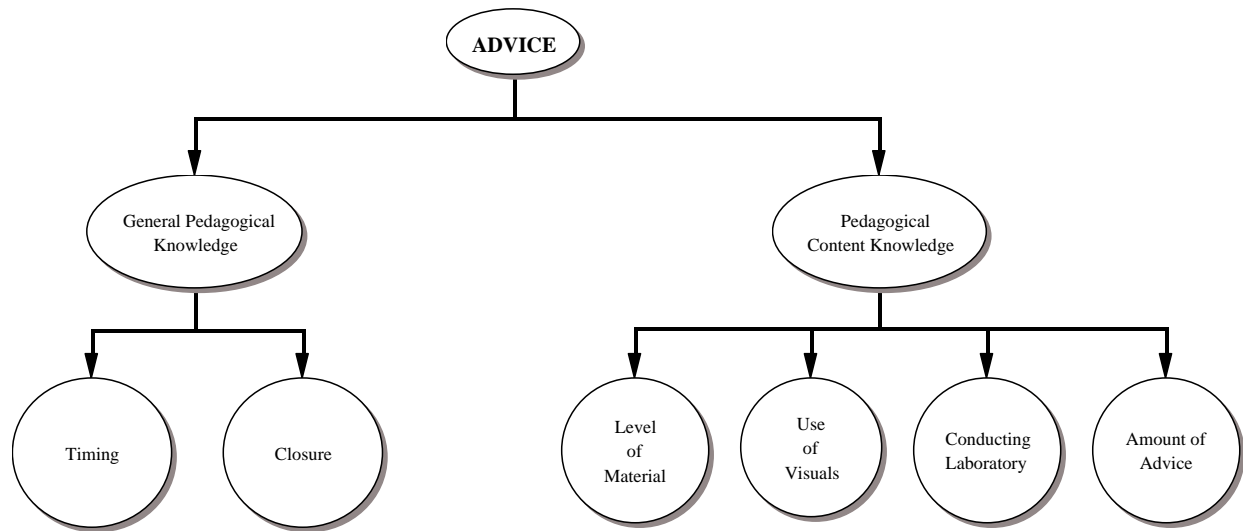 ADVICE
General Pedagogical
Knowledge
Pedagogical
Content Knowledge
Timing
Closure
Level
of
Material
Use
of
Visuals
Conducting
Laboratory
Amount of
Advice